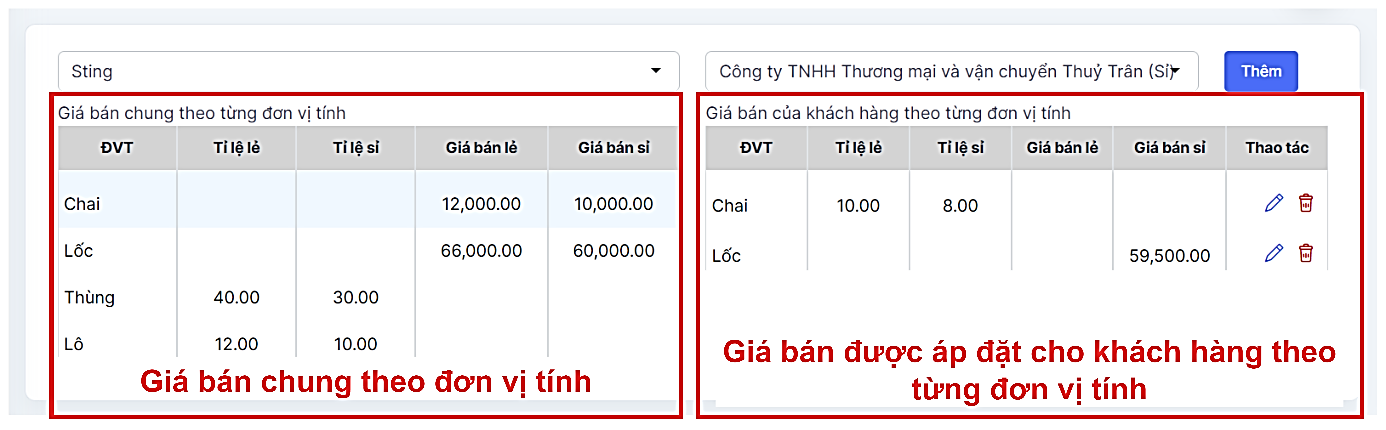 Sting
Công ty TNHH Thương mại và vận chuyển Thuỷ Trân (Sỉ)
Thêm
Giá bán chung theo từng đơn vị tính
ĐVT Tỉ lệ lẻ Tỉ lệ sỉ Giá bán lẻ Giá bán sỉ
Chai 12,000.00 10,000.00
Lốc 66,000.00 60,000.00
Thùng 40.00 30.00
Lô 12.00 10.00
Giá bán chung theo đơn vị tính
Giá bán của khách hàng theo từng đơn vị tính
ĐVT Tỉ lệ lẻ Tỉ lệ sỉ Giá bán lẻ Giá bán sỉ Thao tác
Chai 10.00 8.00
Lốc 59,500.00
Giá bán được áp đặt cho khách hàng theo
từng đơn vị tính